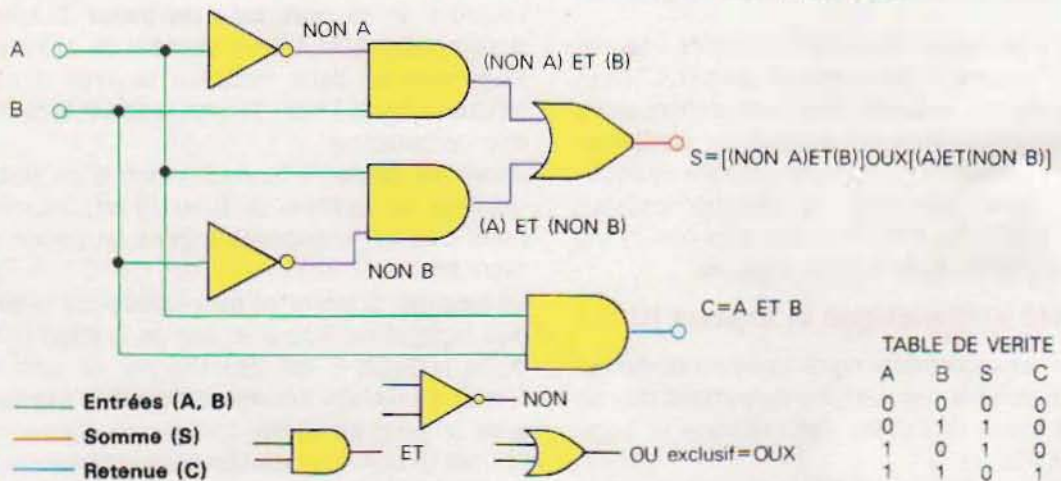 NON A
A
(NON A) ET (B)
B
S=[(NON A)ET(B)]OUX[(A)ET(NON B)]
(A) ET (NON B)
NON B
C=A ET B
TABLE DE VERITE
A B S C
0 0 0 0
0 1 1 0
1 0 1 0
1 1 0 1
Entrées (A, B)
Somme (S)
Retenue (C)
NON
ET
OU exclusif=OUX